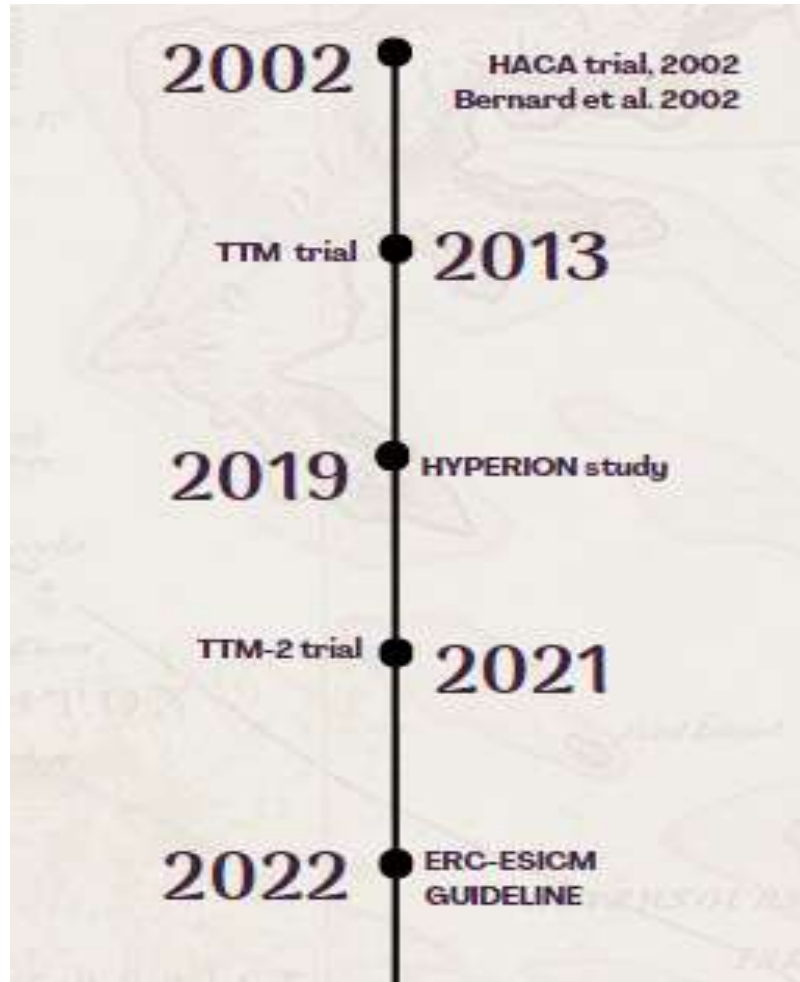 2002
HACA trial, 2002
Bernard et al. 2002
TTM trial
2013
2019
HYPERION study
TTM-2 trial
2021
2022
ERC-ESICM
GUIDELINE